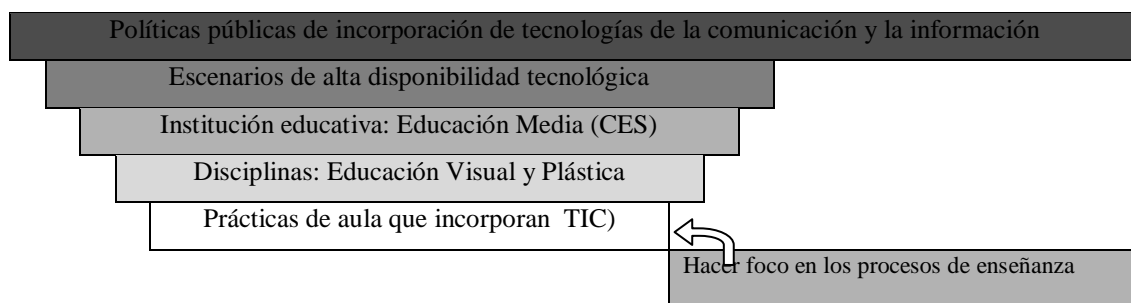 Políticas públicas de incorporación de tecnologías de la comunicación y la información
Escenarios de alta disponibilidad tecnológica
Institución educativa: Educación Media (CES)
Disciplinas: Educación Visual y Plástica
Prácticas de aula que incorporan TIC)
Hacer foco en los procesos de enseñanza